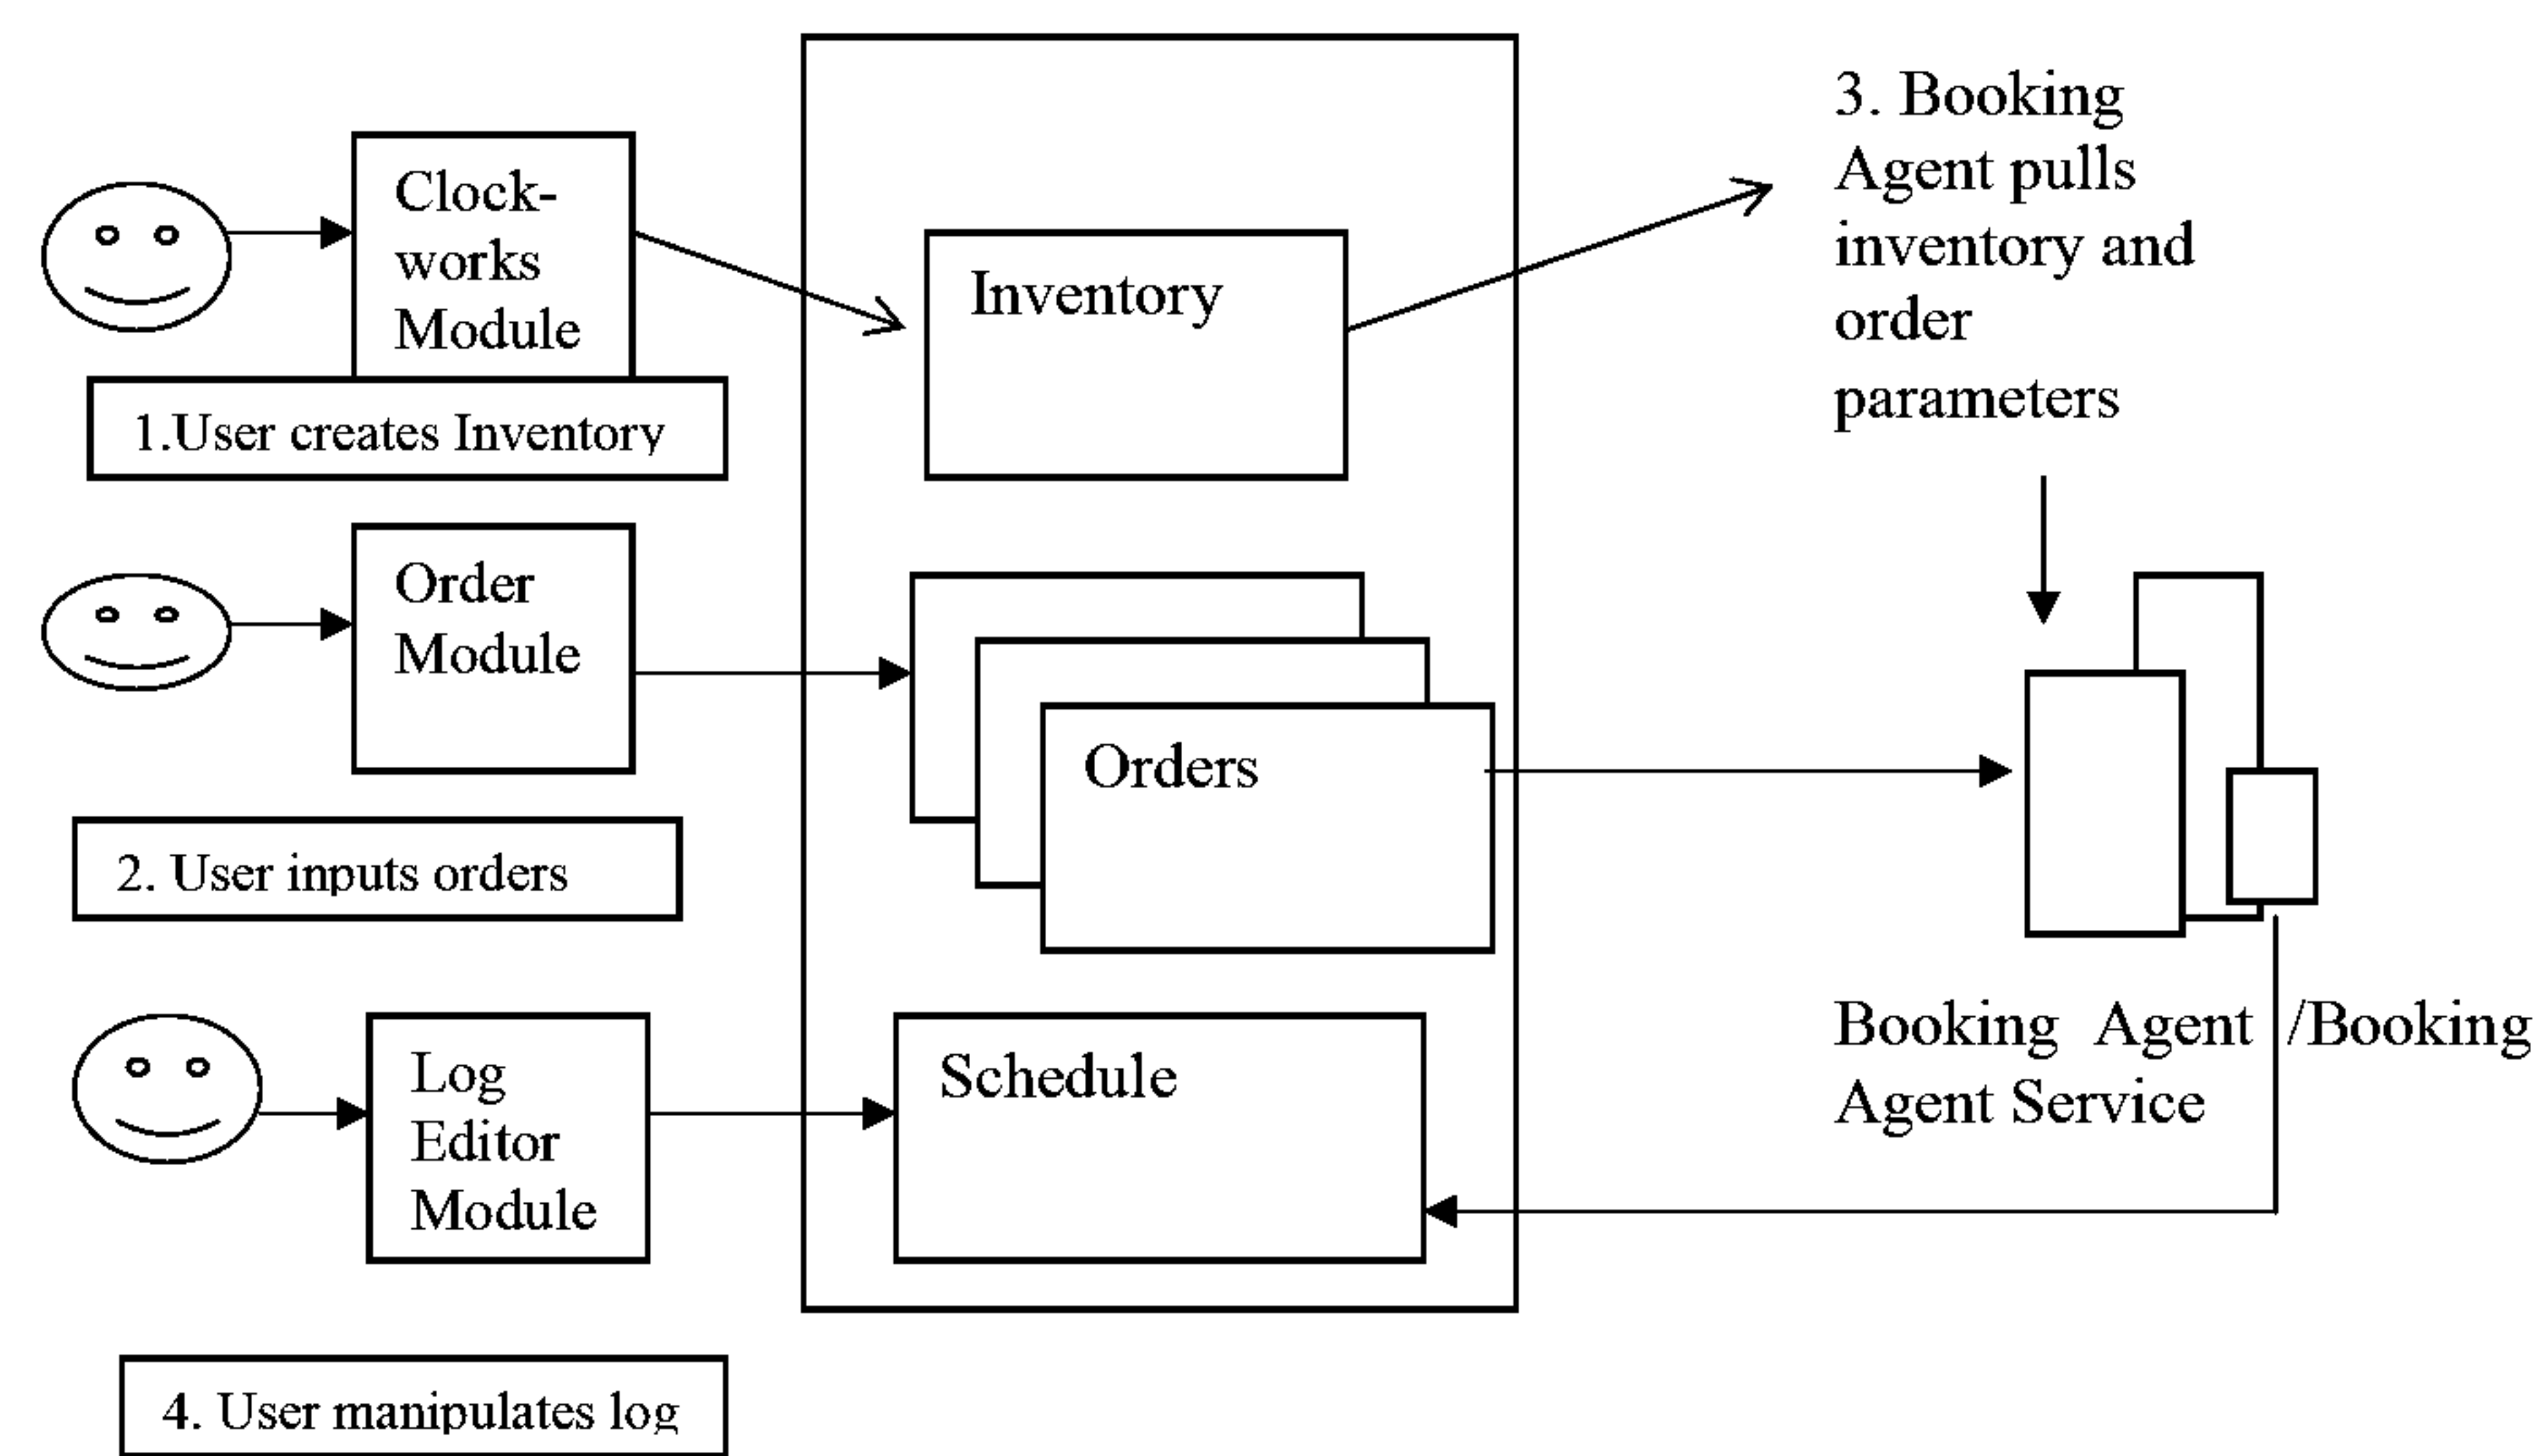 Clock-
works
Module
1.User creates Inventory
Order
Module
2. User inputs orders
Log
Editor
Module
4. User manipulates log
Inventory
Orders
Schedule
3. Booking
Agent pulls
inventory and
order
parameters
Booking Agent /Booking
Agent Service